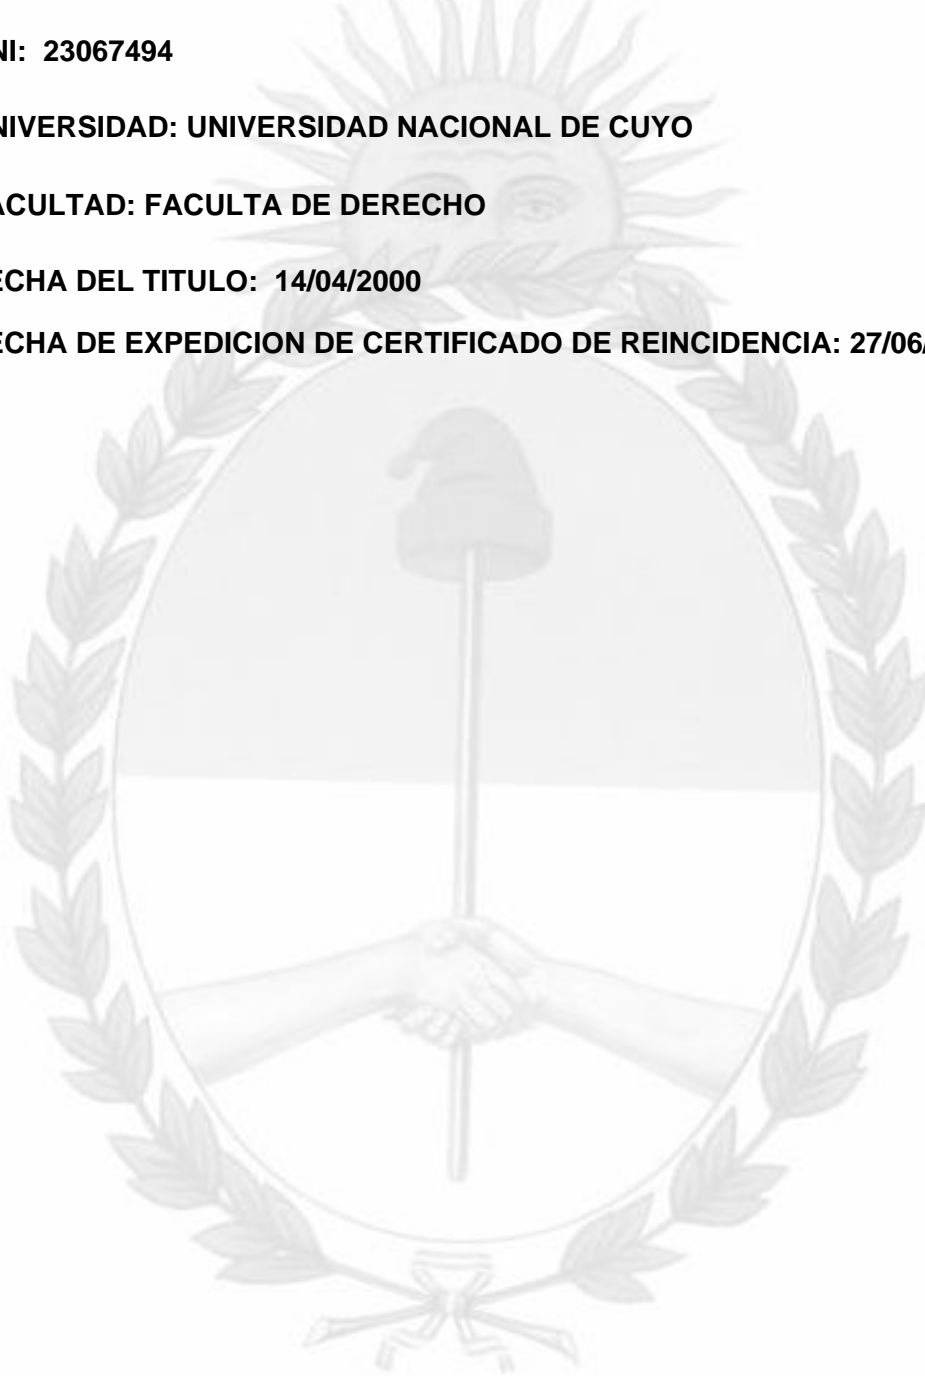 NI: 23067494
NIVERSIDAD: UNIVERSIDAD NACIONAL DE CUYO
ACULTAD: FACULTA DE DERECHO
ECHA DEL TITULO: 14/04/2000
ECHA DE EXPEDICION DE CERTIFICADO DE REINCIDENCIA: 27/06/